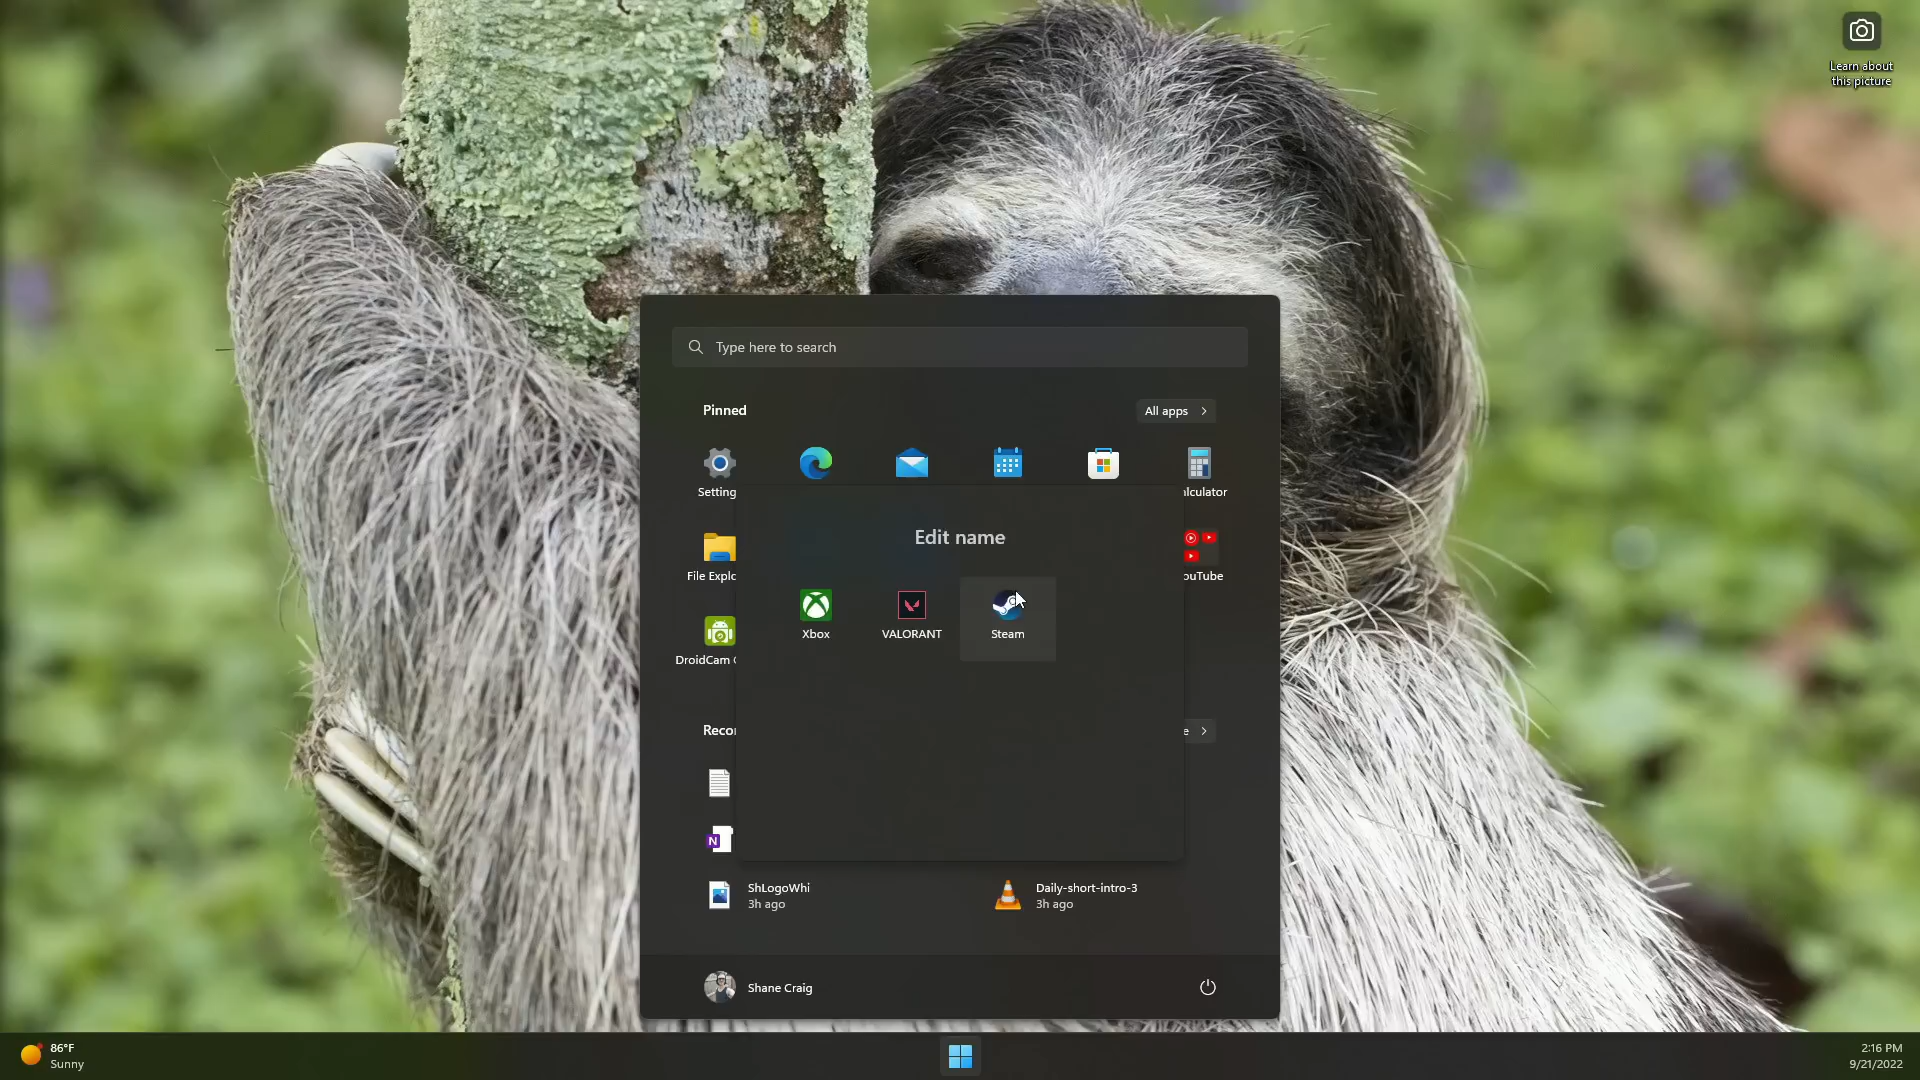 Learn about
this picture
Type here to search
Pinned
All apps
Setting
lculator
Edit name
File Explo
ouTube
Xbox
VALORANT
Steam
DroidCam
Recor
e
N
ShLogoWhi
3h ago
Daily-short-intro-3
3h ago
Shane Craig
86°F
Sunny
2:16 PM
9/21/2022